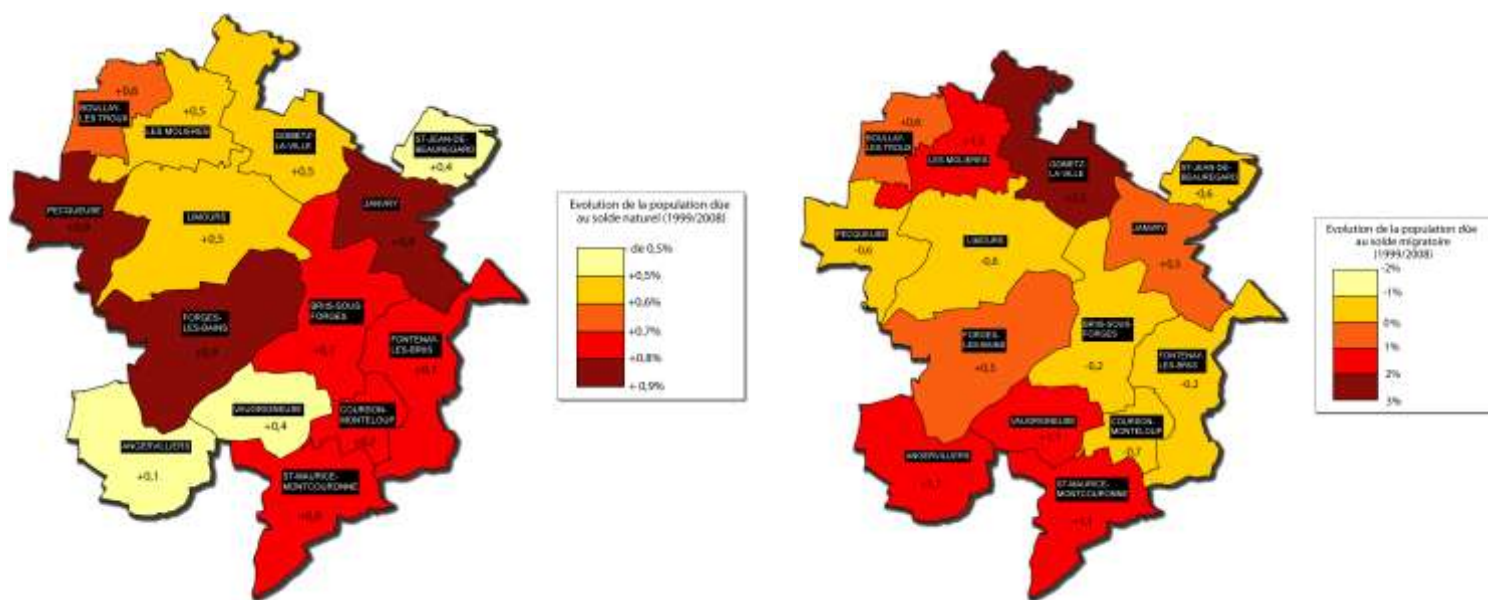 +0,6
BOULLAY-
LES TROUX
+0,5
LES MOLIERES
GOMETZ-
LA-VILLE
+0,5
ST-JEAN-DE-
BEAUREGARD
+0,4
PECQUEUSE
LIMOURS
+0,5
JANVRY
FORGES-
LES-BAINS
BRIIS-SOUS-
FORGES
FONTENAY-
LES-BRIIS
VAUGRIGNEUSE
+0,4
COURSON-
MONTELOUP
ANGERVILLIERS
+0,1
ST-MAURICE-
MONTCOURONNE
Evolution de la population dûe
au solde naturel (1999/2008)
de 0,5%
+0,5%
+0,6%
+0,7%
+0,8%
+ 0,9%
+0,6
BOULLAY-
LES TROUX
LES MOLIERES
GOMETZ-
LA-VILLE
ST-JEAN-DE-
BEAUREGARD
-0,6
PECQUEUSE
-0,6
LIMOURS
JANVRY
FORGES-
LES-BAINS
+0,5
BRIIS-SOUS-
FORGES
-0,2
FONTENAY-
LES-BRIIS
-0,2
VAUGRIGNEUSE
COURSON-
MONTELOUP
-0,7
ANGERVILLIERS
ST-MAURICE-
MONTCOURONNE
Evolution de la population dûe
au solde migratoire
(1999/2008)
-2%
-1%
0%
1%
2%
3%